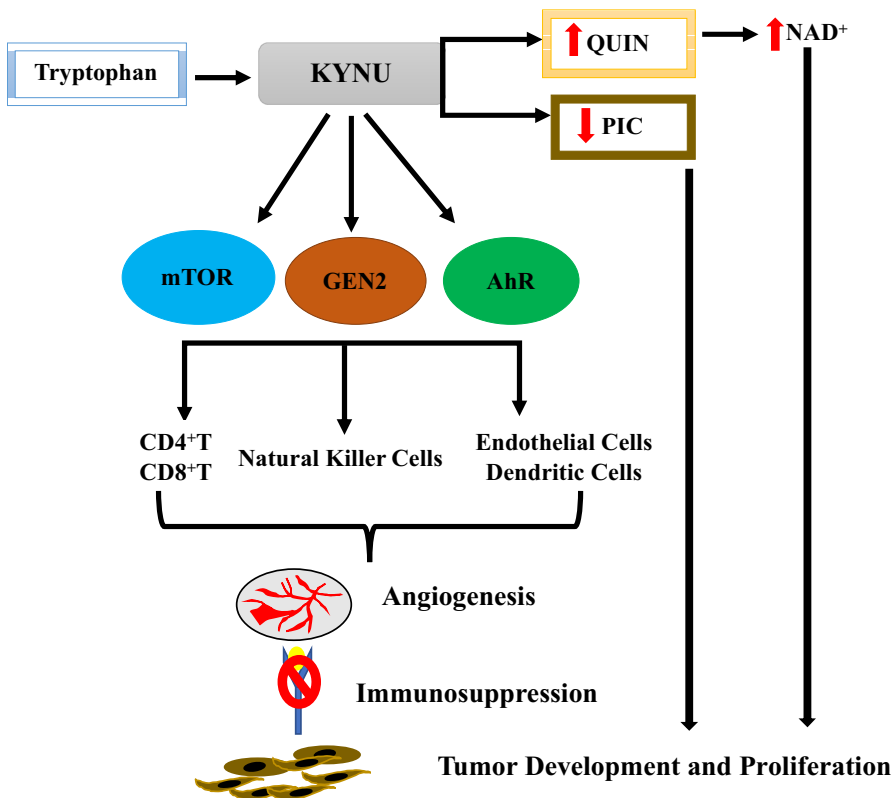 Tryptophan
KYNU
QUIN
NAD⁺
PIC
mTOR
GEN2
AhR
CD4⁺T
CD8⁺T
Natural Killer Cells
Endothelial Cells
Dendritic Cells
Angiogenesis
Immunosuppression
Tumor Development and Proliferation